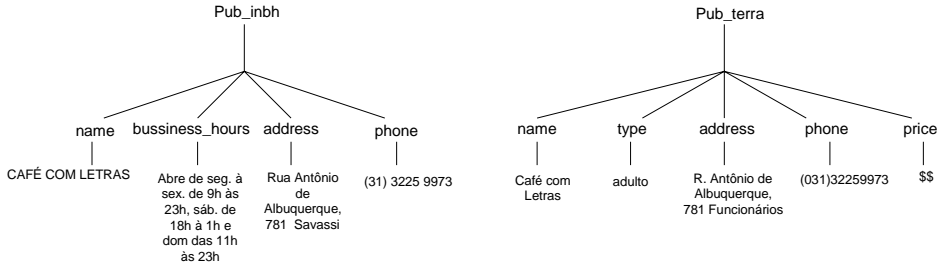 Pub_inbh
Pub_terra
name
bussiness_hours
address
phone
name
type
address
phone
price
CAFÉ COM LETRAS
Abre de seg. à
sex. de 9h às
23h, sáb. de
18h à 1h e
dom das 11h
às 23h
Rua Antônio
de
Albuquerque,
781 Savassi
(31) 3225 9973
Café com
Letras
adulto
R. Antônio de
Albuquerque,
781 Funcionários
(031)32259973
$$